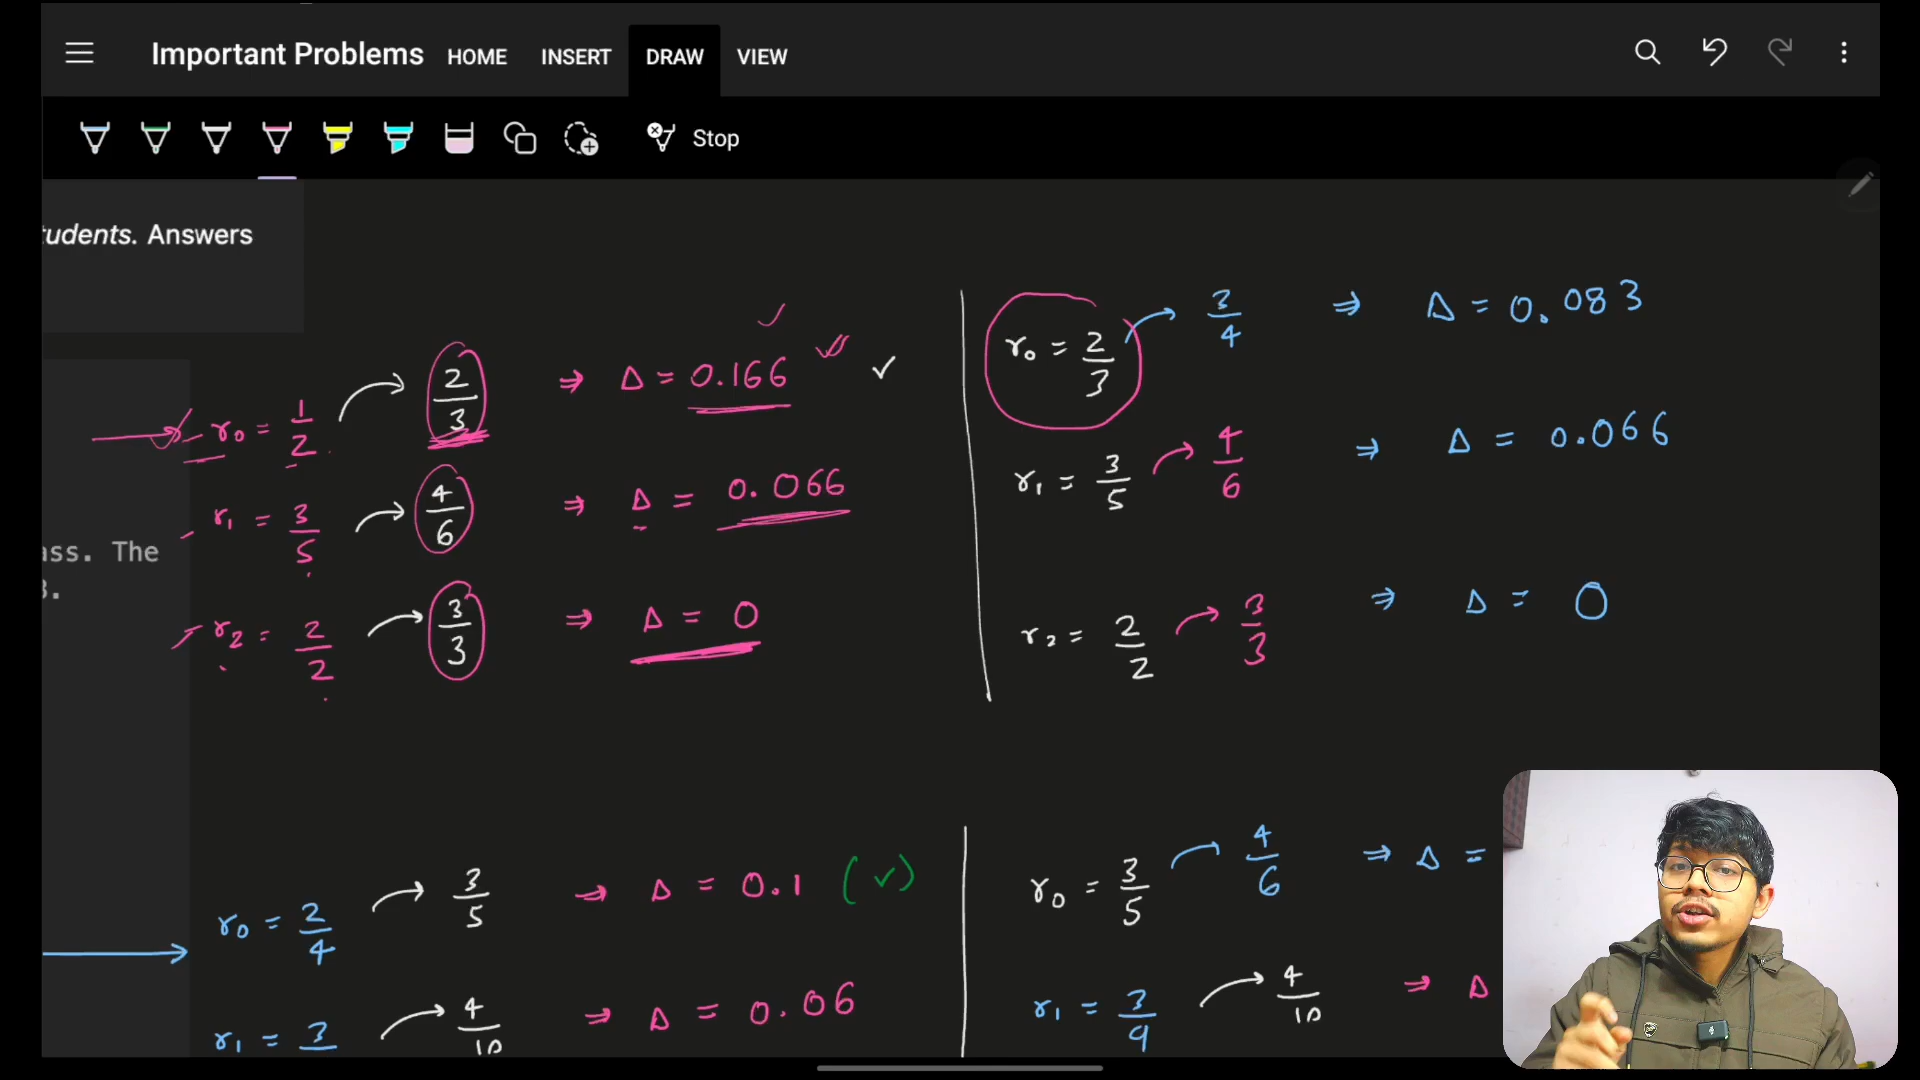 Important Problems HOME INSERT DRAW VIEW
Stop
tudents. Answers
ass. The
3.
r0 = 1/2 → 2/3 ⇒ Δ = 0.166 ✓ ✓ ✓
r1 = 3/5 → 4/6 ⇒ Δ = 0.066
r2 = 2/2 → 3/3 ⇒ Δ = 0
r0 = 2/3 → 3/4 ⇒ Δ = 0.083
r1 = 3/5 → 4/6 ⇒ Δ = 0.066
r2 = 2/2 → 3/3 ⇒ Δ = 0
r0 = 2/4 → 3/5 ⇒ Δ = 0.1 (✓)
r1 = 3 → 4/10 ⇒ Δ = 0.06
r0 = 3/5 → 4/6 ⇒ Δ =
r1 = 3/9 → 4/10 ⇒ Δ